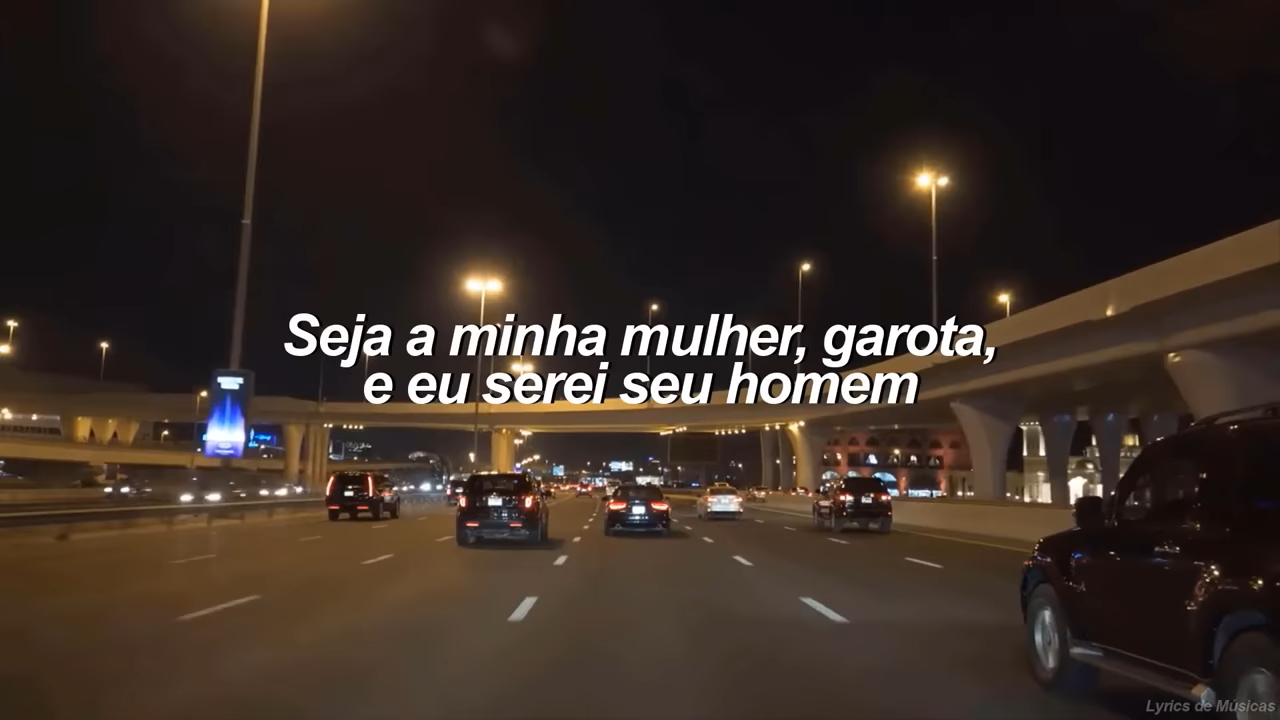 Seja a minha mulher, garota,
e eu serei seu homem
Lyrics de Músicas